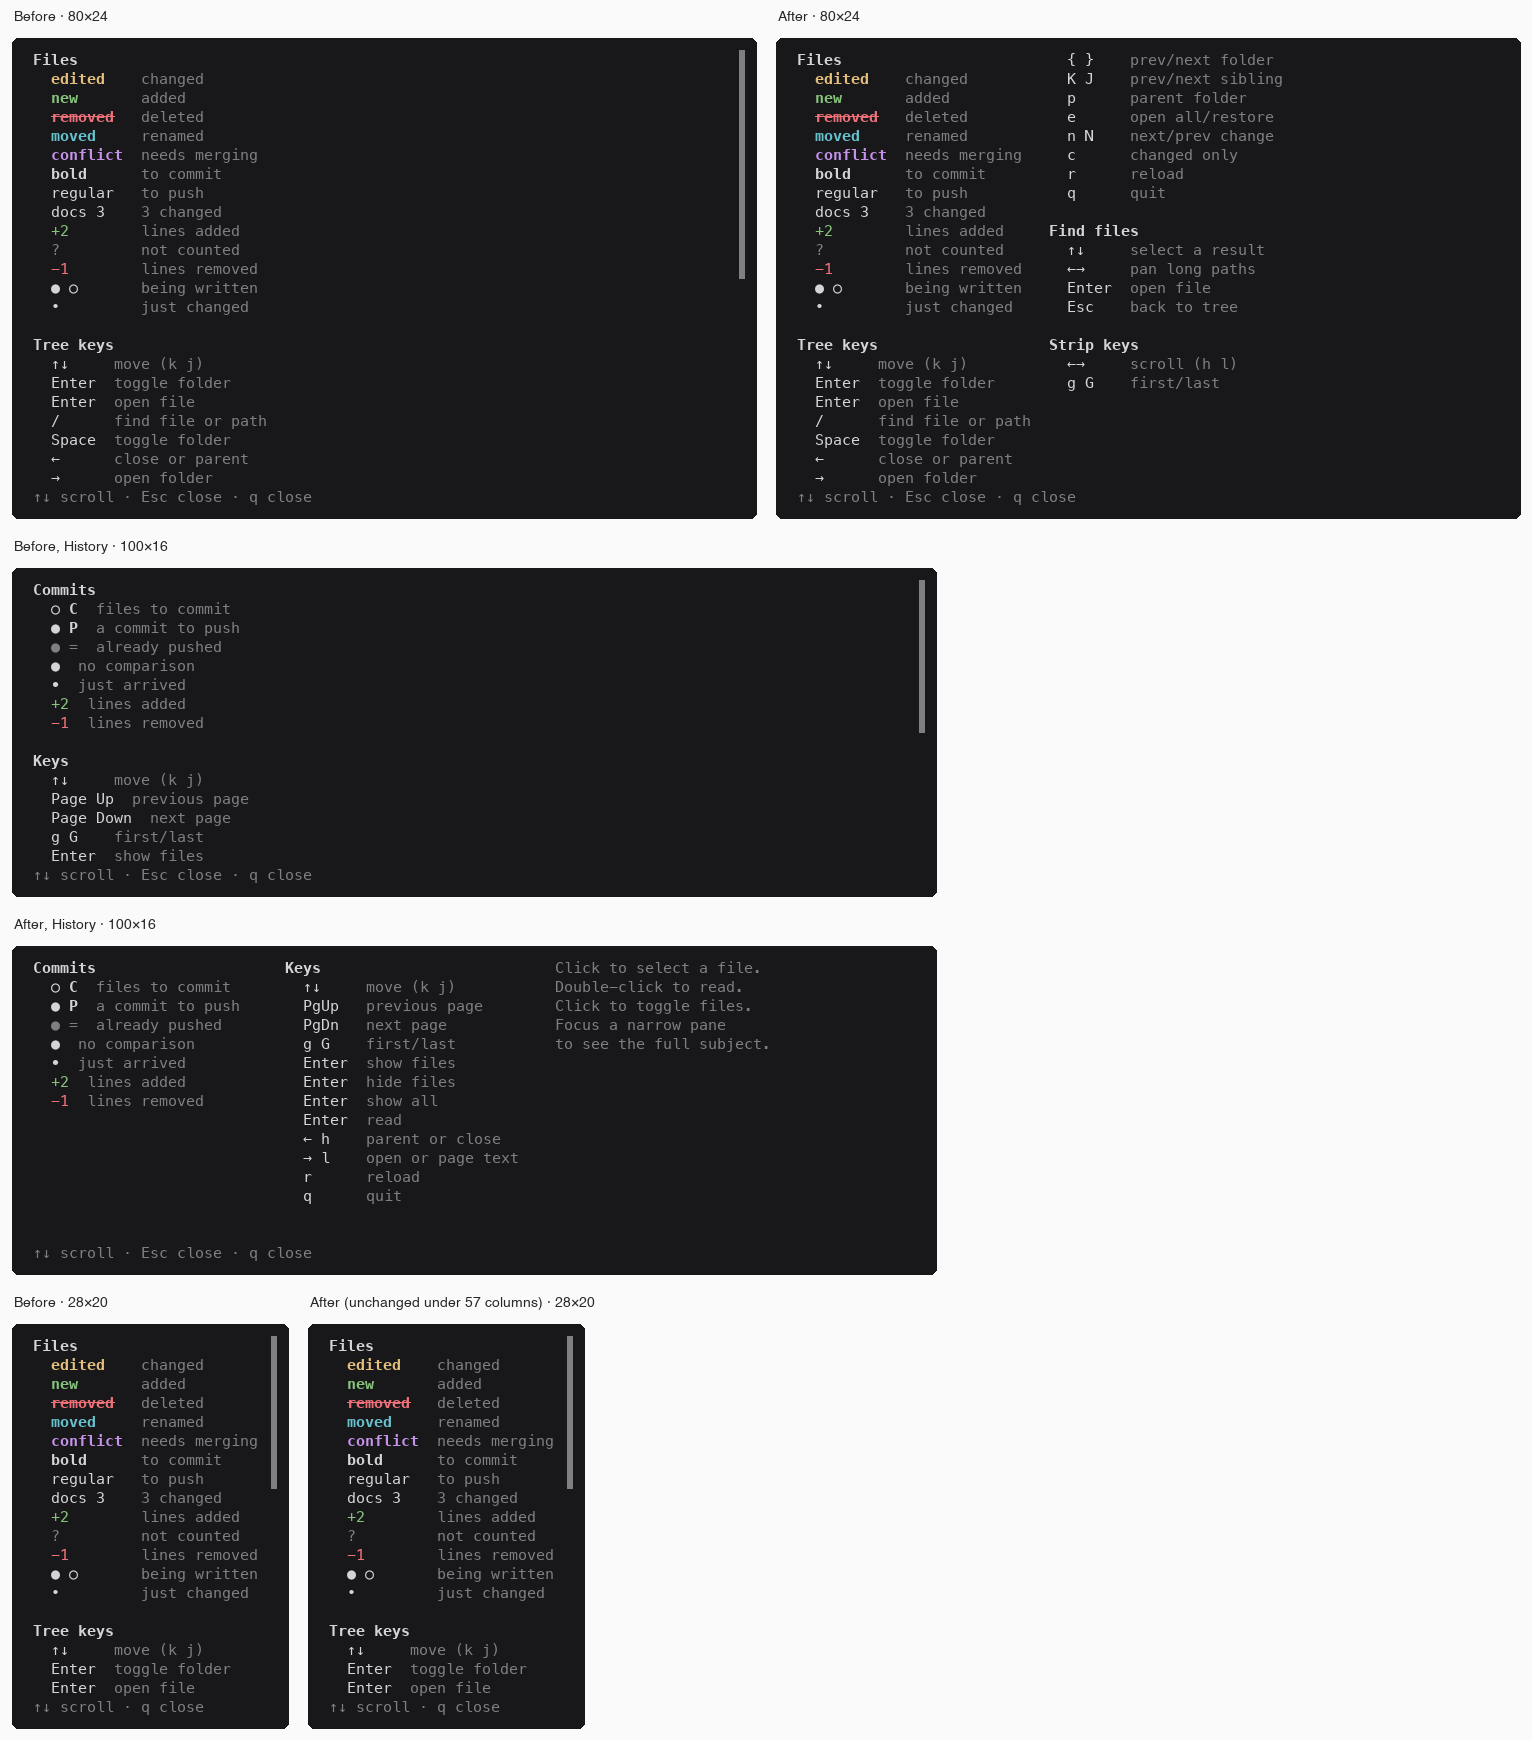 Before · 80×24
Files
edited changed
new added
removed deleted
moved renamed
conflict needs merging
bold to commit
regular to push
docs 3 3 changed
+2 lines added
? not counted
−1 lines removed
● ○ being written
• just changed
Tree keys
↑↓ move (k j)
Enter toggle folder
Enter open file
/ find file or path
Space toggle folder
← close or parent
→ open folder
↑↓ scroll · Esc close · q close
After · 80×24
Files
edited changed
new added
removed deleted
moved renamed
conflict needs merging
bold to commit
regular to push
docs 3 3 changed
+2 lines added
? not counted
−1 lines removed
● ○ being written
• just changed
Tree keys
↑↓ move (k j)
Enter toggle folder
Enter open file
/ find file or path
Space toggle folder
← close or parent
→ open folder
{ } prev/next folder
K J prev/next sibling
p parent folder
e open all/restore
n N next/prev change
c changed only
r reload
q quit
Find files
↑↓ select a result
←→ pan long paths
Enter open file
Esc back to tree
Strip keys
←→ scroll (h l)
g G first/last
↑↓ scroll · Esc close · q close
Before, History · 100×16
Commits
○ C files to commit
● P a commit to push
● = already pushed
● no comparison
• just arrived
+2 lines added
−1 lines removed
Keys
↑↓ move (k j)
Page Up previous page
Page Down next page
g G first/last
Enter show files
↑↓ scroll · Esc close · q close
After, History · 100×16
Commits
○ C files to commit
● P a commit to push
● = already pushed
● no comparison
• just arrived
+2 lines added
−1 lines removed
Keys
↑↓ move (k j)
PgUp previous page
PgDn next page
g G first/last
Enter show files
Enter hide files
Enter show all
Enter read
← h parent or close
→ l open or page text
r reload
q quit
Click to select a file.
Double−click to read.
Click to toggle files.
Focus a narrow pane
to see the full subject.
↑↓ scroll · Esc close · q close
Before · 28×20
Files
edited changed
new added
removed deleted
moved renamed
conflict needs merging
bold to commit
regular to push
docs 3 3 changed
+2 lines added
? not counted
−1 lines removed
● ○ being written
• just changed
Tree keys
↑↓ move (k j)
Enter toggle folder
Enter open file
↑↓ scroll · q close
After (unchanged under 57 columns) · 28×20
Files
edited changed
new added
removed deleted
moved renamed
conflict needs merging
bold to commit
regular to push
docs 3 3 changed
+2 lines added
? not counted
−1 lines removed
● ○ being written
• just changed
Tree keys
↑↓ move (k j)
Enter toggle folder
Enter open file
↑↓ scroll · q close